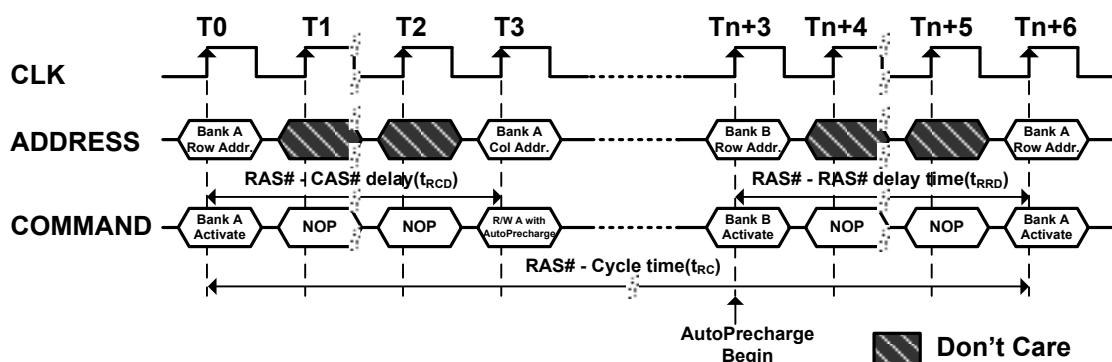 T0 T1 T2 T3 Tn+3 Tn+4 Tn+5 Tn+6
CLK
ADDRESS
Bank A
Row Addr.
Bank A
Col Addr.
Bank B
Row Addr.
Bank A
Row Addr.
RAS# - CAS# delay(tRCD)
RAS# - RAS# delay time(tRRD)
COMMAND
Bank A
Activate
NOP
NOP
R/W A with
AutoPrecharge
Bank B
Activate
NOP
NOP
Bank A
Activate
RAS# - Cycle time(tRC)
AutoPrecharge
Begin
Don't Care